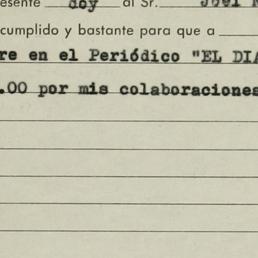 esente doy al Sr.
cumplido y bastante para que a
re en el Periódico "EL DIA
.00 por mis colaboraciones